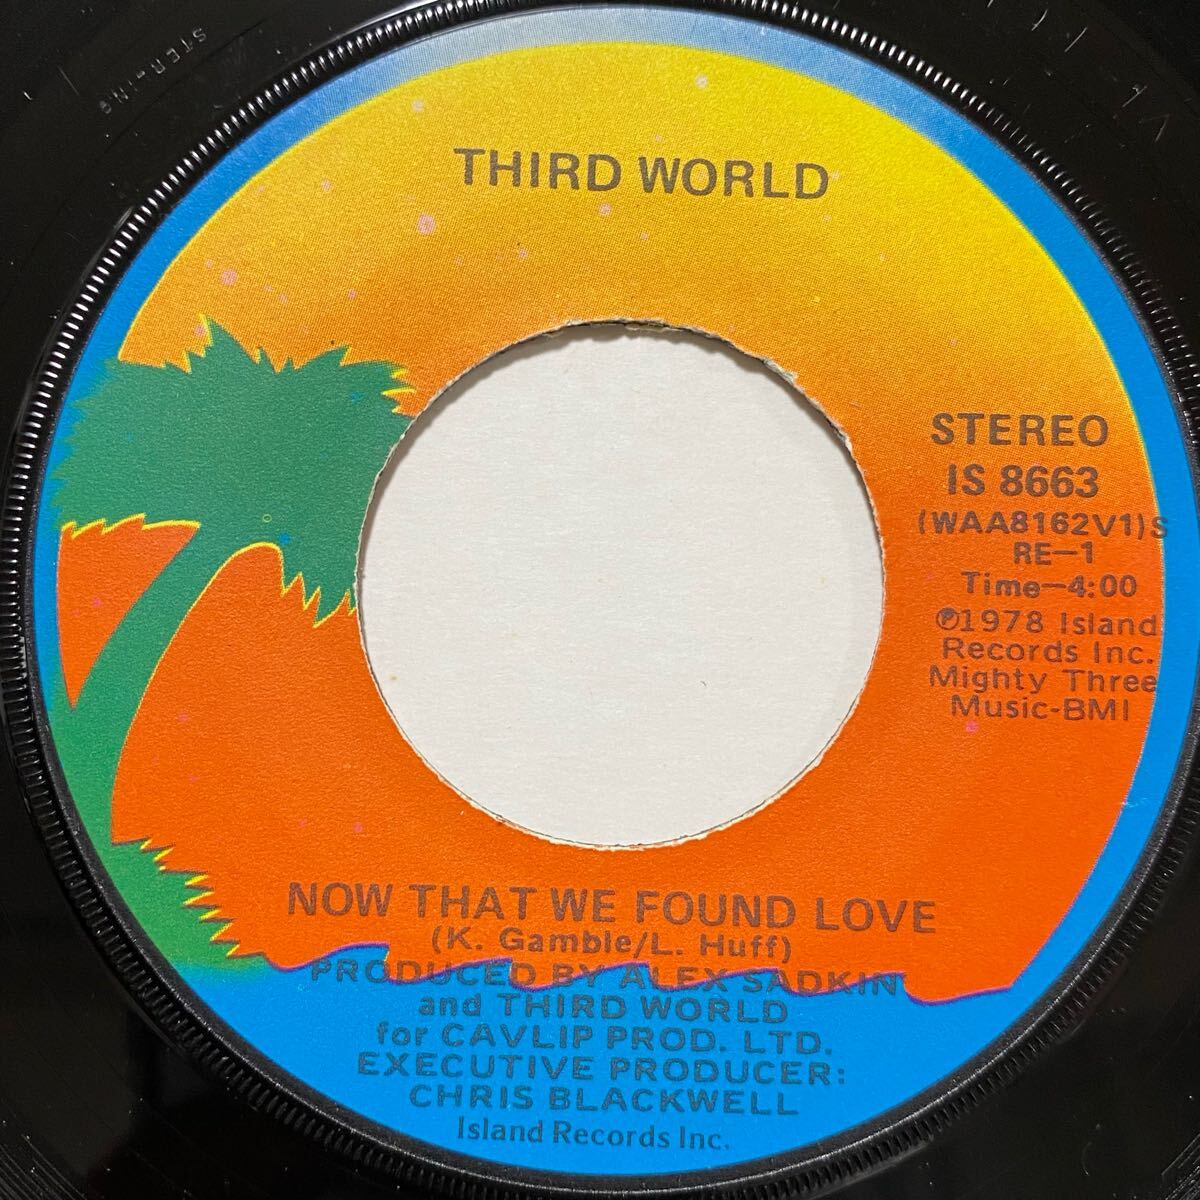 THIRD WORLD
STEREO
IS 8663
(WAA8162V1)S
RE-1
Time-4:00
℗1978 Island
Records Inc.
Mighty Three
Music-BMI
NOW THAT WE FOUND LOVE
(K. Gamble/L. Huff)
PRODUCED BY ALEX SADKIN
and THIRD WORLD
for CAVLIP PROD. LTD.
EXECUTIVE PRODUCER:
CHRIS BLACKWELL
Island Records Inc.